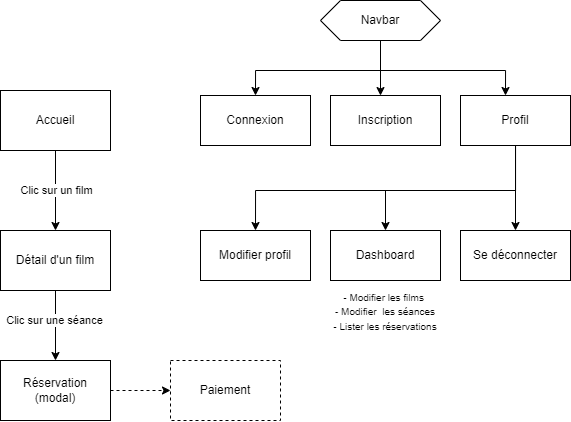 Navbar
Accueil
Connexion
Inscription
Profil
Clic sur un film
Détail d'un film
Modifier profil
Dashboard
Se déconnecter
- Modifier les films
- Modifier les séances
- Lister les réservations
Clic sur une séance
Réservation
(modal)
Paiement